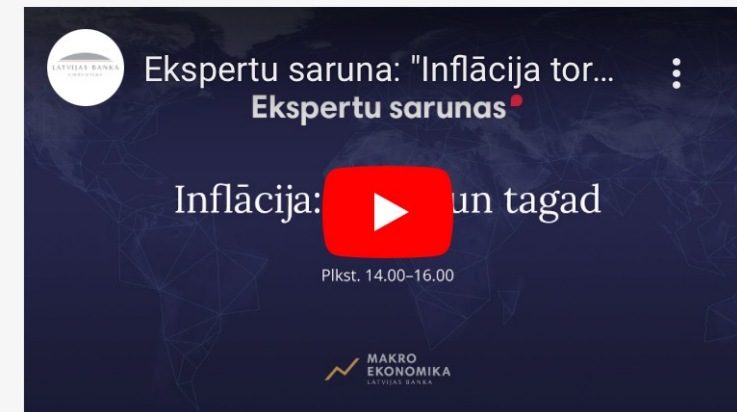 LATVIJAS BANKA
Ekspertu saruna: "Inflācija tor...
Ekspertu sarunas
Inflācija: un tagad
Plkst. 14.00–16.00
MAKRO
EKONOMIKA
LATVIJAS BANKA